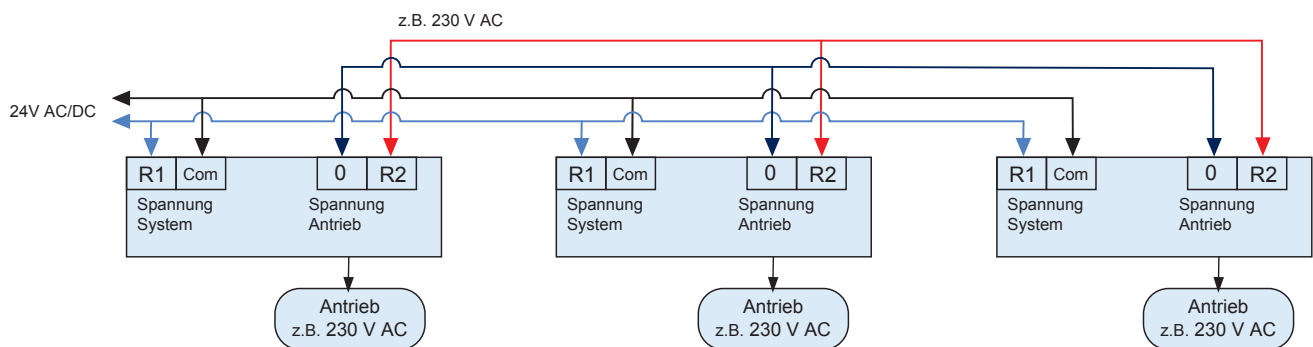 z.B. 230 V AC
24V AC/DC
R1 Com 0 R2
Spannung System
Spannung Antrieb
R1 Com 0 R2
Spannung System
Spannung Antrieb
R1 Com 0 R2
Spannung System
Spannung Antrieb
Antrieb
z.B. 230 V AC
Antrieb
z.B. 230 V AC
Antrieb
z.B. 230 V AC